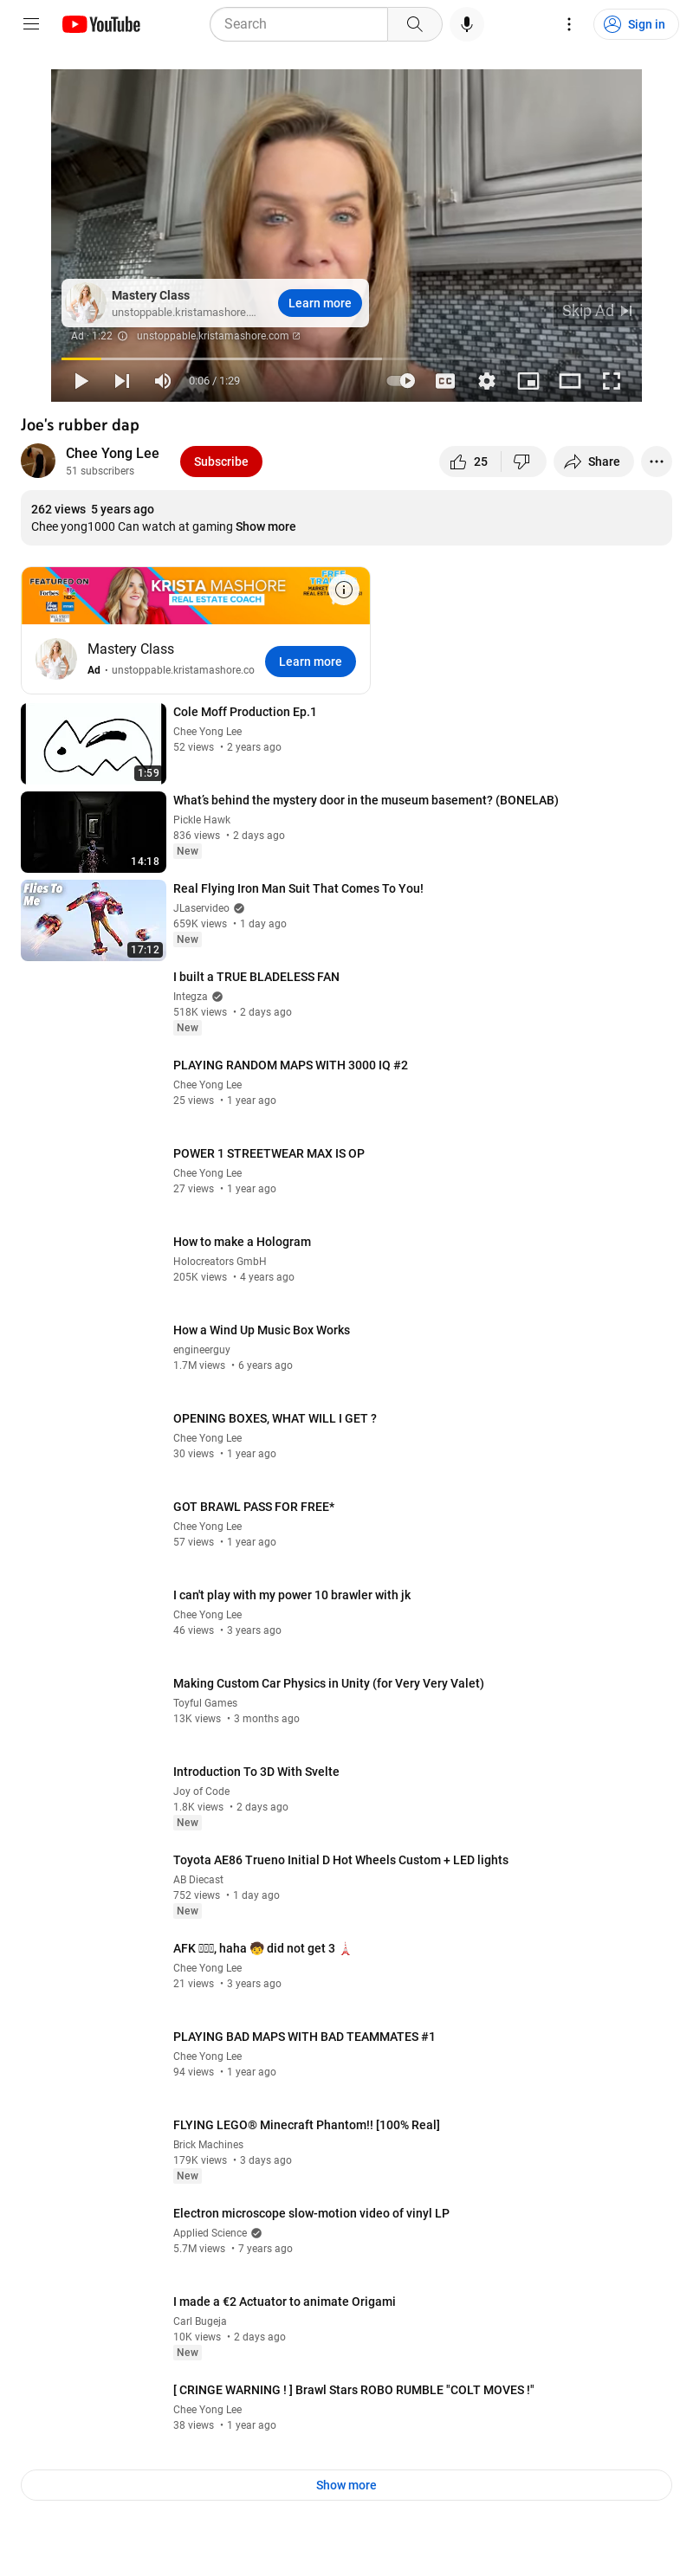 YouTube
Search
Sign in
Mastery Class
unstoppable.kristamashore....
Learn more
Skip Ad
Ad · 1:22 unstoppable.kristamashore.com
0:06 / 1:29
CC
Joe's rubber dap
Chee Yong Lee
51 subscribers
Subscribe
25
Share
262 views 5 years ago
Chee yong1000 Can watch at gaming Show more
FEATURED ON
Forbes
NBC
KRISTA MASHORE
REAL ESTATE COACH
FREE
Mastery Class
Ad · unstoppable.kristamashore.co
Learn more
Cole Moff Production Ep.1
Chee Yong Lee
52 views · 2 years ago
1:59
What's behind the mystery door in the museum basement? (BONELAB)
Pickle Hawk
836 views · 2 days ago
New
14:18
Flies To
Me
17:12
Real Flying Iron Man Suit That Comes To You!
JLaservideo
659K views · 1 day ago
New
I built a TRUE BLADELESS FAN
Integza
518K views · 2 days ago
New
PLAYING RANDOM MAPS WITH 3000 IQ #2
Chee Yong Lee
25 views · 1 year ago
POWER 1 STREETWEAR MAX IS OP
Chee Yong Lee
27 views · 1 year ago
How to make a Hologram
Holocreators GmbH
205K views · 4 years ago
How a Wind Up Music Box Works
engineerguy
1.7M views · 6 years ago
OPENING BOXES, WHAT WILL I GET ?
Chee Yong Lee
30 views · 1 year ago
GOT BRAWL PASS FOR FREE*
Chee Yong Lee
57 views · 1 year ago
I can't play with my power 10 brawler with jk
Chee Yong Lee
46 views · 3 years ago
Making Custom Car Physics in Unity (for Very Very Valet)
Toyful Games
13K views · 3 months ago
Introduction To 3D With Svelte
Joy of Code
1.8K views · 2 days ago
New
Toyota AE86 Trueno Initial D Hot Wheels Custom + LED lights
AB Diecast
752 views · 1 day ago
New
AFK , haha 🧒 did not get 3 🗼
Chee Yong Lee
21 views · 3 years ago
PLAYING BAD MAPS WITH BAD TEAMMATES #1
Chee Yong Lee
94 views · 1 year ago
FLYING LEGO® Minecraft Phantom!! [100% Real]
Brick Machines
179K views · 3 days ago
New
Electron microscope slow-motion video of vinyl LP
Applied Science
5.7M views · 7 years ago
I made a €2 Actuator to animate Origami
Carl Bugeja
10K views · 2 days ago
New
[ CRINGE WARNING ! ] Brawl Stars ROBO RUMBLE "COLT MOVES !"
Chee Yong Lee
38 views · 1 year ago
Show more